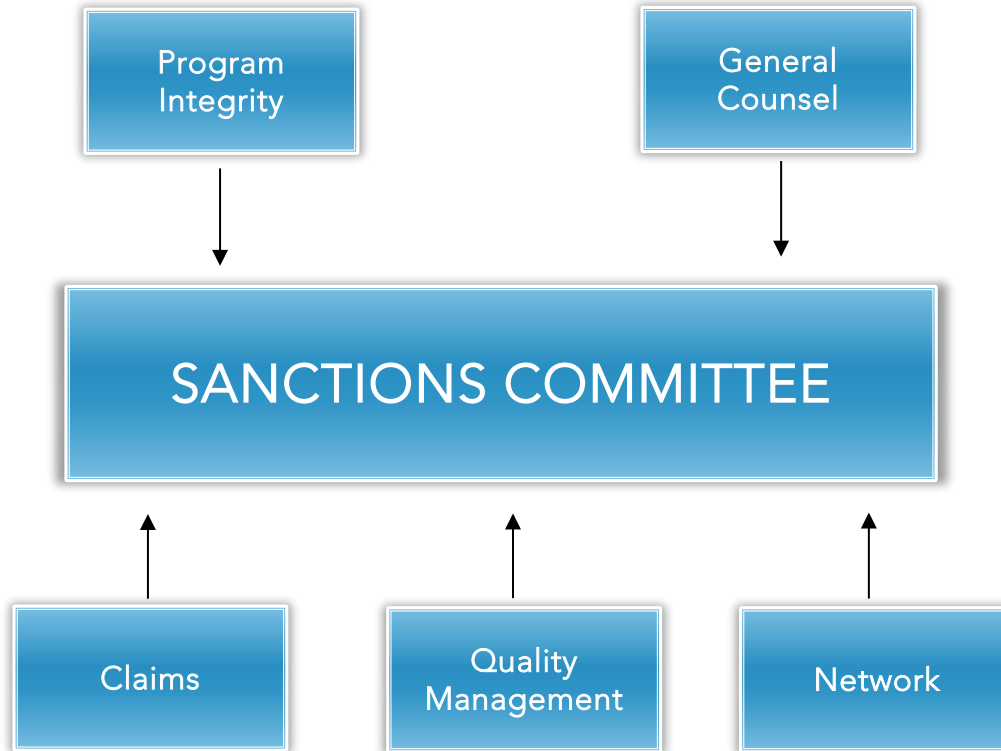 Program
Integrity
General
Counsel
SANCTIONS COMMITTEE
Claims
Quality
Management
Network